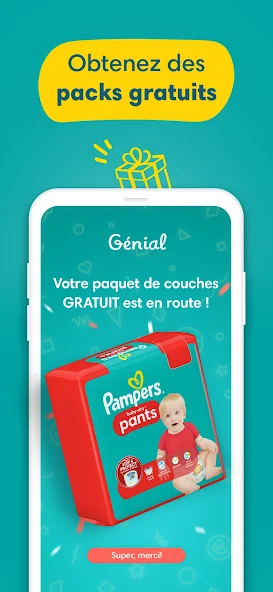 Obtenez des
packs gratuits
Génial
Votre paquet de couches
GRATUIT est en route !
Pampers
baby-dry
pants
Super, merci!